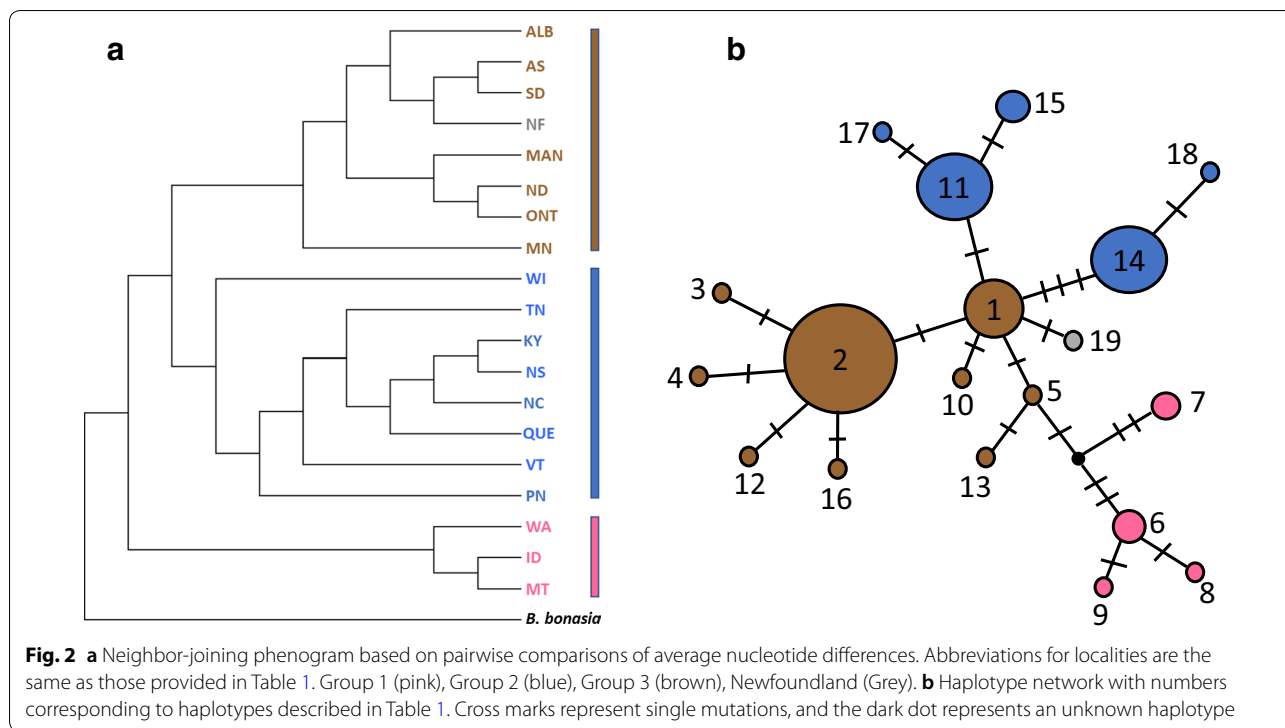 a
ALB
AS
SD
NF
MAN
ND
ONT
MN
WI
TN
KY
NS
NC
QUE
VT
PN
WA
ID
MT
B. bonasia
b
15
17
11
18
14
3
1
2
19
4
10
5
7
12
16
13
6
8
9
Fig. 2 a Neighbor-joining phenogram based on pairwise comparisons of average nucleotide differences. Abbreviations for localities are the
same as those provided in Table 1. Group 1 (pink), Group 2 (blue), Group 3 (brown), Newfoundland (Grey). b Haplotype network with numbers
corresponding to haplotypes described in Table 1. Cross marks represent single mutations, and the dark dot represents an unknown haplotype